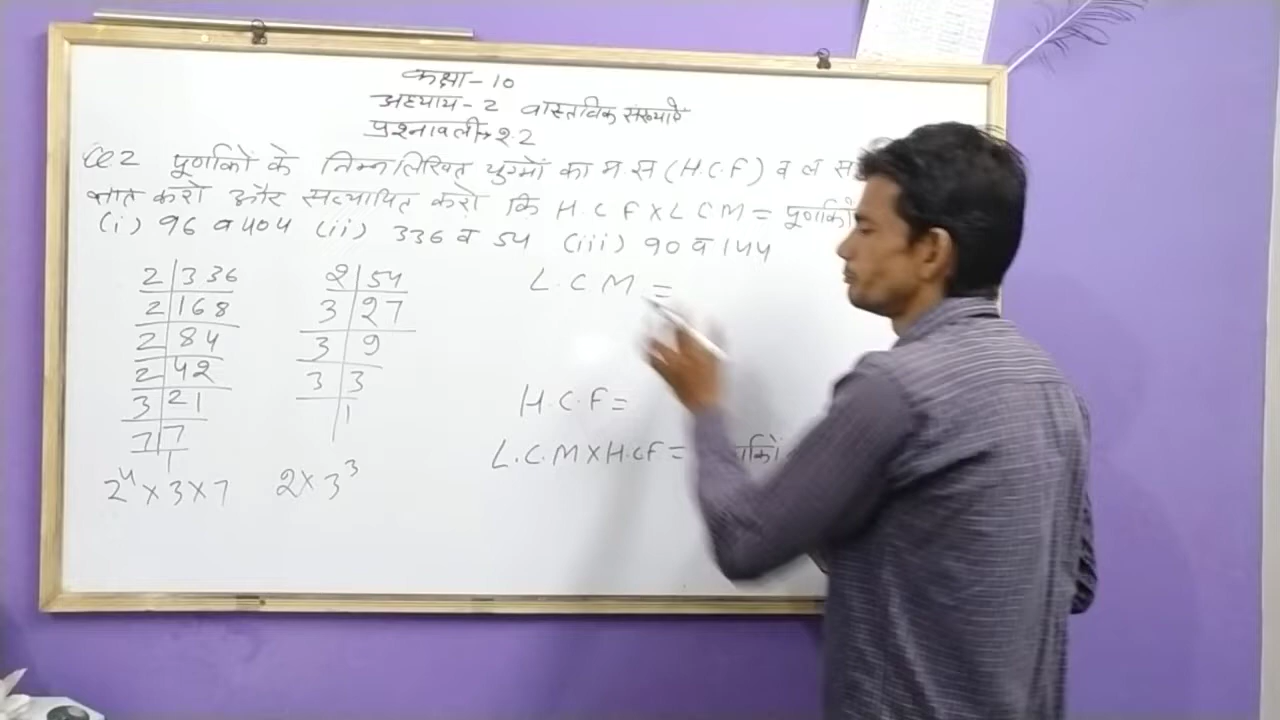 कक्षा - 10
अध्याय - 2 वास्तविक संख्याएँ
प्रश्नावली → 2.2
Q2 पूर्णांकों के निम्नलिखित युग्मों का म.स (H.C.F) व ल स
ज्ञात करो और सत्यापित करो कि H.C F X L C M = पूर्णांकों
(i) 96 व 404 (ii) 336 व 54 (iii) 90 व 144
2 | 336
2 | 168
2 | 84
2 | 42
3 | 21
7 | 7
1
2⁴ x 3 x 7
2 | 54
3 | 27
3 | 9
3 | 3
1
2 x 3³
L. C M =
H.C.F =
L.C.M X H.C F =